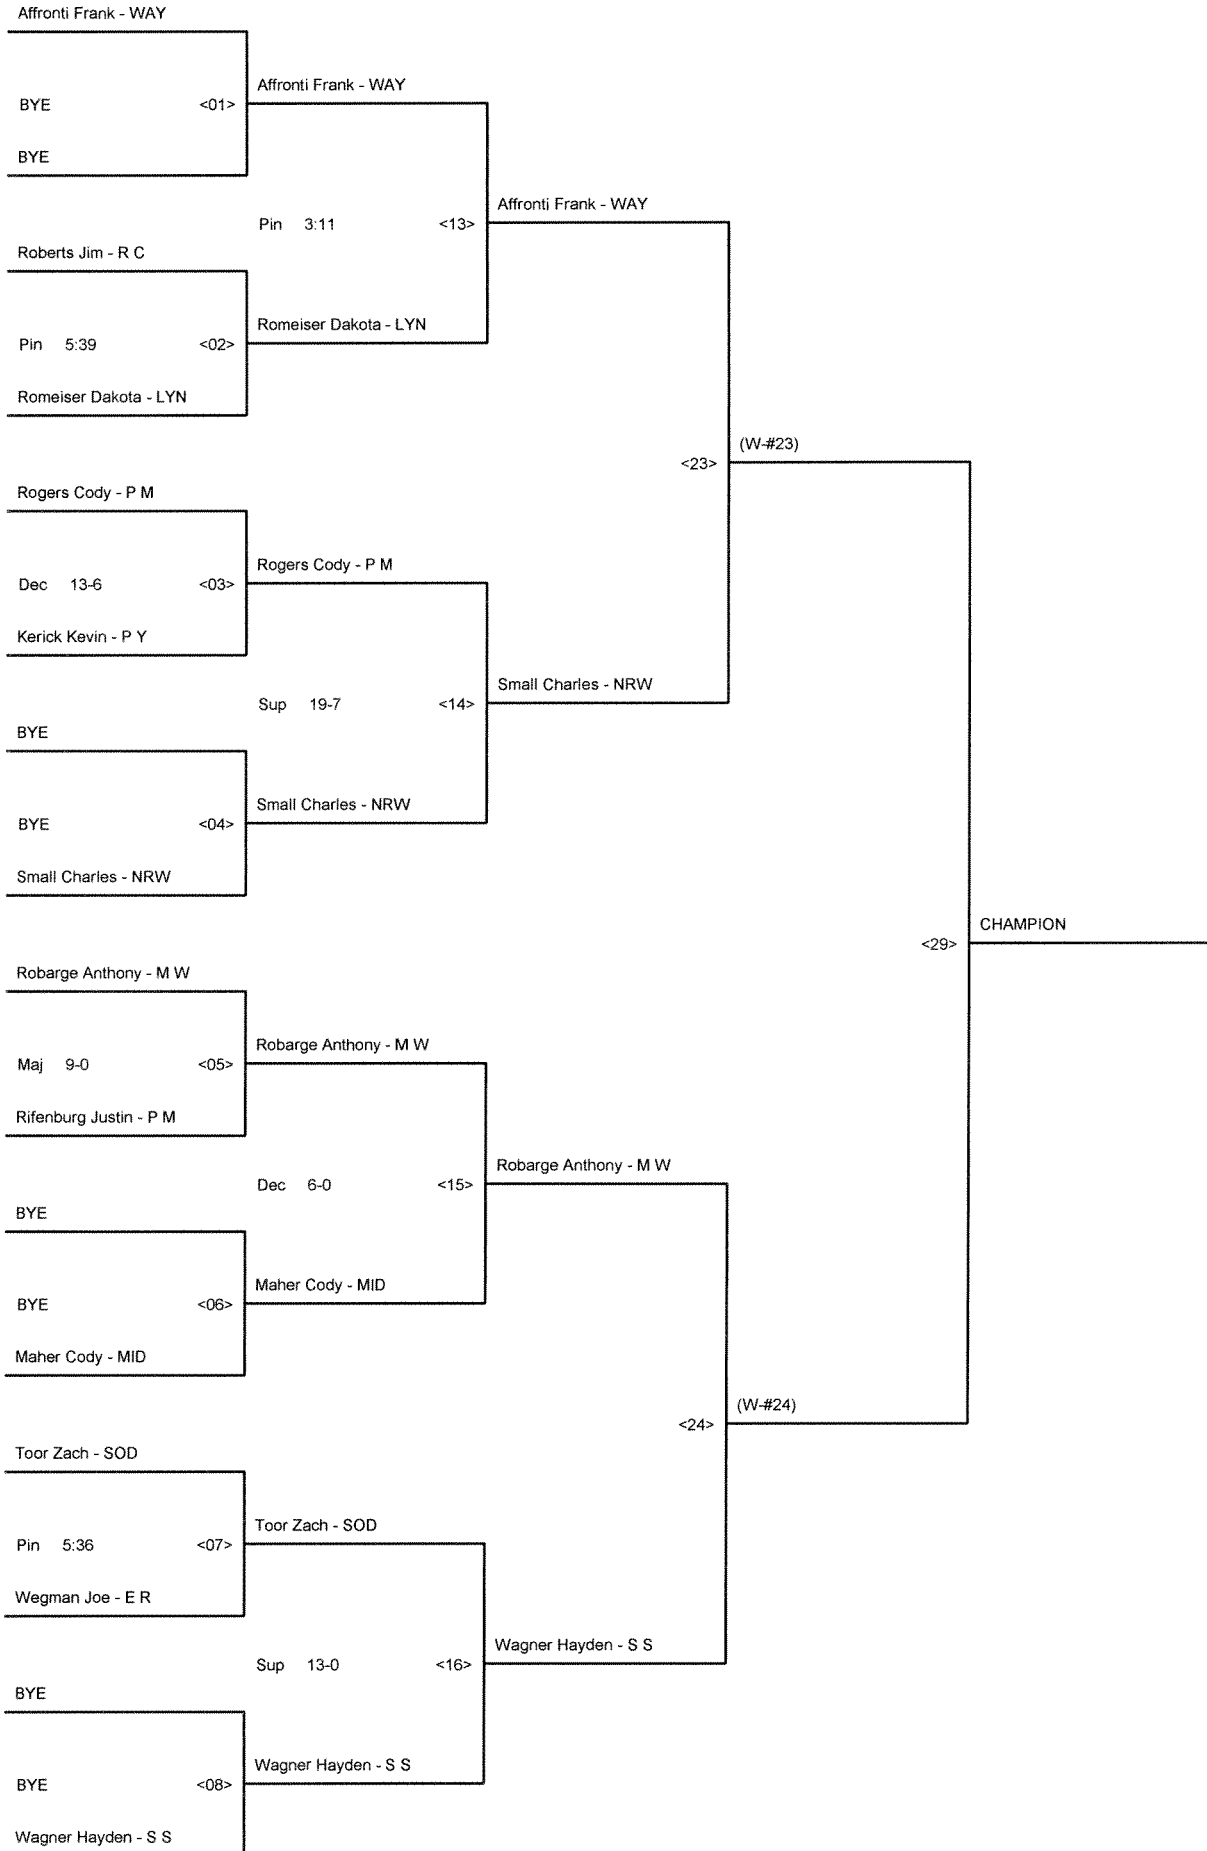 Affronti Frank - WAY
Affronti Frank - WAY
BYE <01>
BYE
Affronti Frank - WAY
Pin 3:11 <13>
Roberts Jim - R C
Romeiser Dakota - LYN
Pin 5:39 <02>
Romeiser Dakota - LYN
(W-#23)
<23>
Rogers Cody - P M
Rogers Cody - P M
Dec 13-6 <03>
Kerick Kevin - P Y
Small Charles - NRW
Sup 19-7 <14>
BYE
Small Charles - NRW
BYE <04>
Small Charles - NRW
CHAMPION
<29>
Robarge Anthony - M W
Robarge Anthony - M W
Maj 9-0 <05>
Rifenburg Justin - P M
Robarge Anthony - M W
Dec 6-0 <15>
BYE
Maher Cody - MID
BYE <06>
Maher Cody - MID
(W-#24)
<24>
Toor Zach - SOD
Toor Zach - SOD
Pin 5:36 <07>
Wegman Joe - E R
Wagner Hayden - S S
Sup 13-0 <16>
BYE
Wagner Hayden - S S
BYE <08>
Wagner Hayden - S S